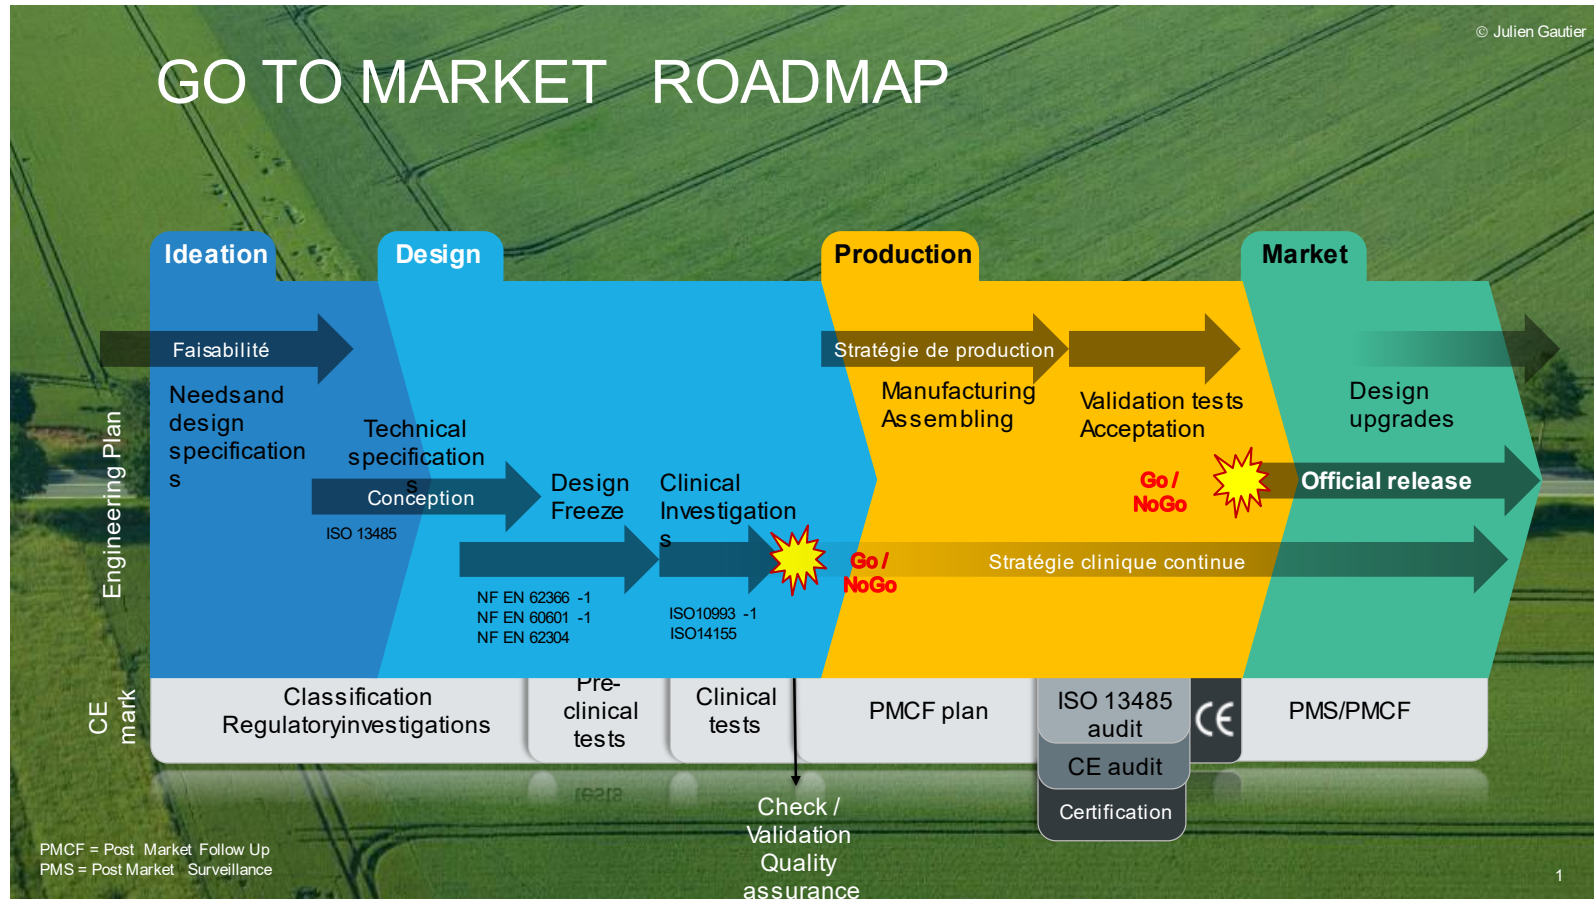 © Julien Gautier
GO TO MARKET ROADMAP
Ideation
Design
Production
Market
Faisabilité
Stratégie de production
Needsand
design
specification
s
Manufacturing
Assembling
Validation tests
Acceptation
Design
upgrades
Technical
specification
s
Conception
ISO 13485
Design
Freeze
Clinical
Investigation
s
Go /
NoGo
Official release
Go /
NoGo
Stratégie clinique continue
NF EN 62366 -1
NF EN 60601 -1
NF EN 62304
ISO10993 -1
ISO14155
Engineering Plan
CE
mark
Classification
Regulatoryinvestigations
Pre-
clinical
tests
Clinical
tests
PMCF plan
ISO 13485
audit
CE audit
Certification
CE
PMS/PMCF
Check /
Validation
Quality
assurance
PMCF = Post Market Follow Up
PMS = Post Market Surveillance
1